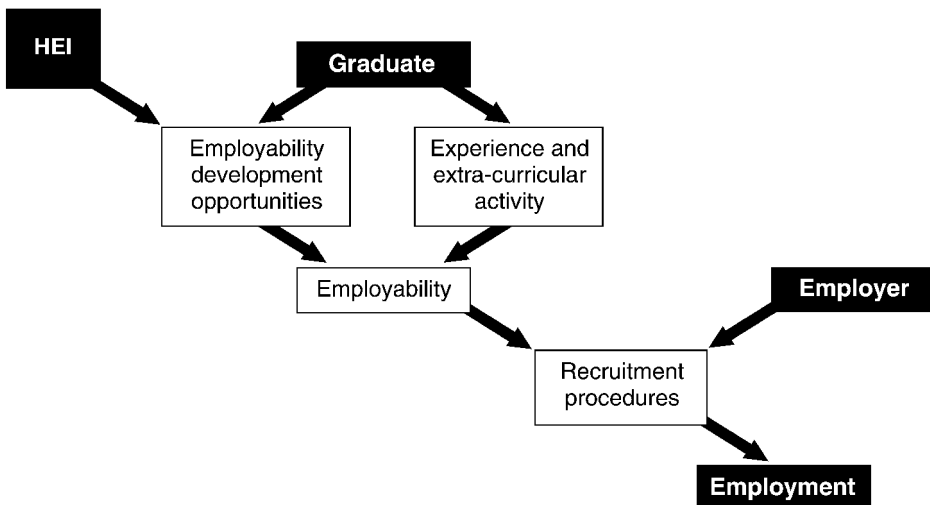 HEI
Graduate
Employability
development
opportunities
Experience and
extra-curricular
activity
Employability
Employer
Recruitment
procedures
Employment